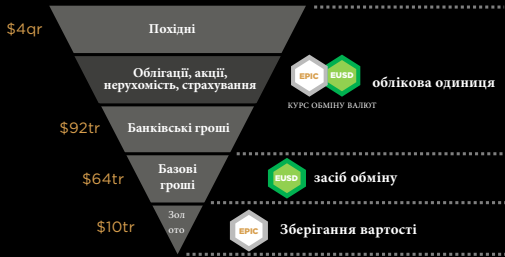 $4qr
Похідні
Облігації, акції,
нерухомість, страхування
EPIC
EUSD
облікова одиниця
КУРС ОБМІНУ ВАЛЮТ
$92tr
Банківські гроші
$64tr
Базові
гроші
EUSD
засіб обміну
$10tr
Зол
ото
EPIC
Зберігання вартості